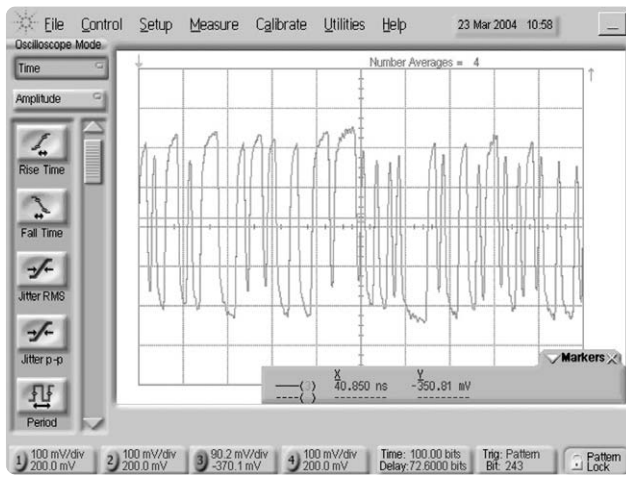 File Control Setup Measure Calibrate Utilities Help 23 Mar 2004 10:58
Oscilloscope Mode
Time
Amplitude
Number Averages = 4
Rise Time
Fall Time
Jitter RMS
Jitter p-p
Period
Markers
X Y
40.850 ns -350.81 mV
1 100 mV/div 200.0 mV
2 100 mV/div 200.0 mV
3 90.2 mV/div -370.1 mV
4 100 mV/div 200.0 mV
Time: 100.00 bits
Delay:72.6000 bits
Trig: Pattern
Bit: 243
Pattern
Lock